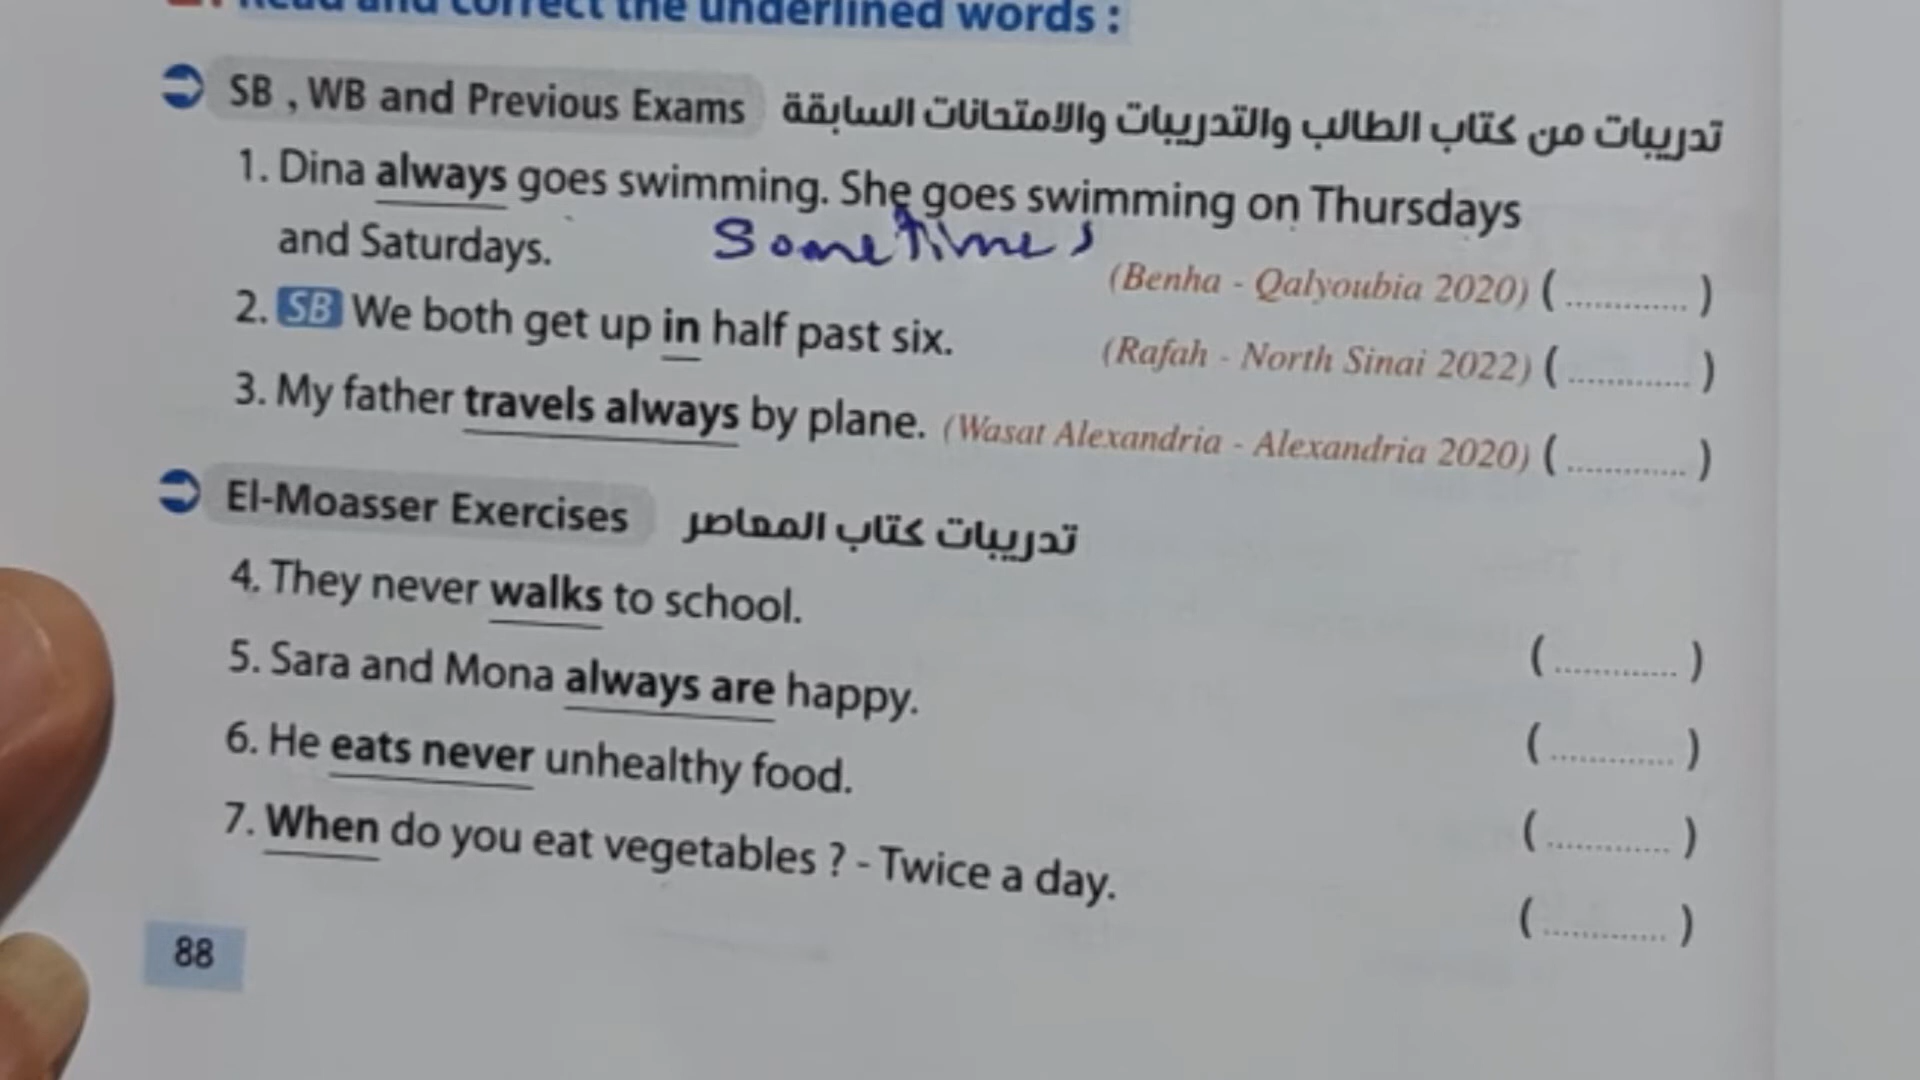 Read and correct the underlined words :
SB , WB and Previous Exams تدريبات من كتاب الطالب والتدريبات والامتحانات السابقة
1. Dina always goes swimming. She goes swimming on Thursdays
and Saturdays. Sometimes (Benha - Qalyoubia 2020) (.............)
2. SB We both get up in half past six. (Rafah - North Sinai 2022) (.............)
3. My father travels always by plane. (Wasat Alexandria - Alexandria 2020) (.............)
El-Moasser Exercises تدريبات كتاب المعاصر
4. They never walks to school. (.............)
5. Sara and Mona always are happy. (.............)
6. He eats never unhealthy food. (.............)
7. When do you eat vegetables ? - Twice a day. (.............)
88